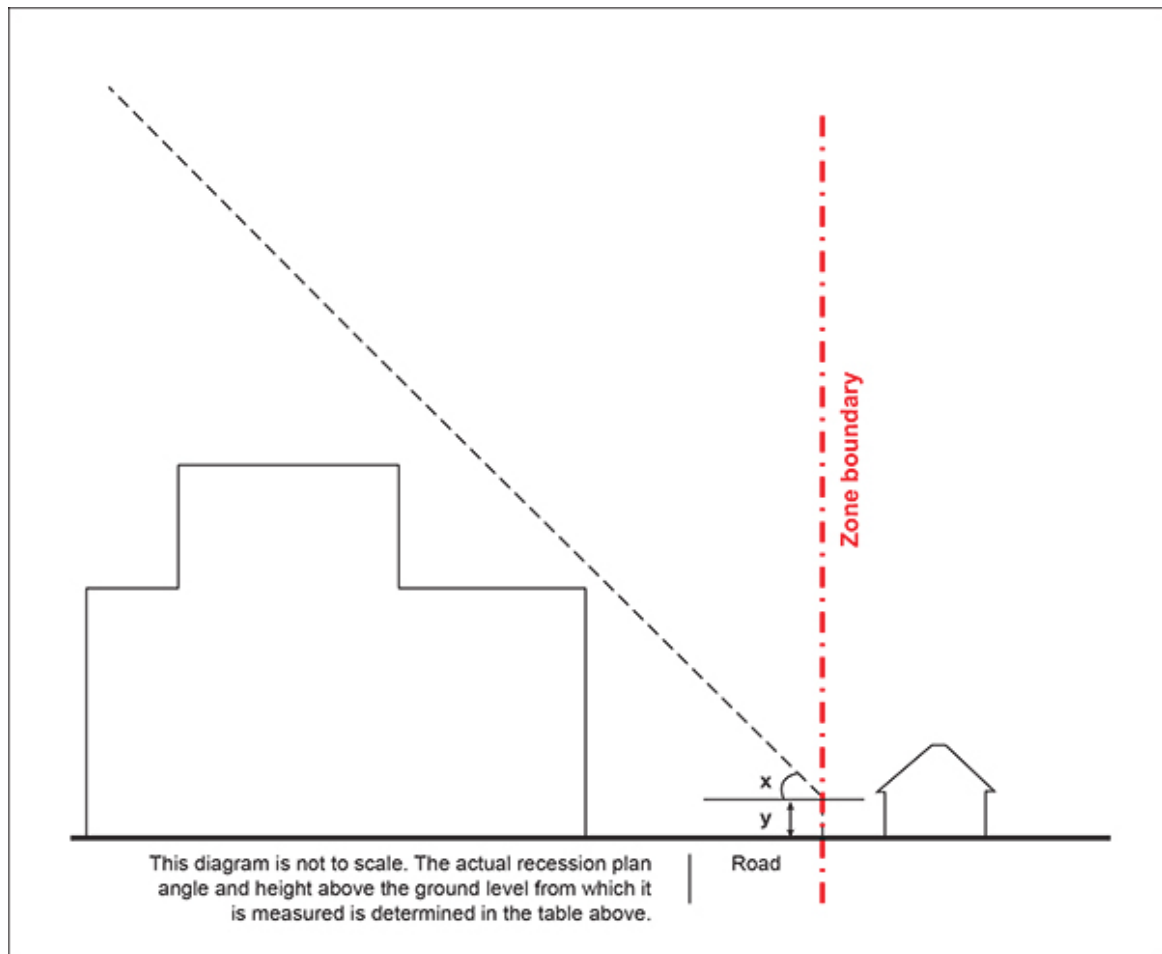 Zone boundary
x
y
This diagram is not to scale. The actual recession plan
angle and height above the ground level from which it
is measured is determined in the table above.
Road